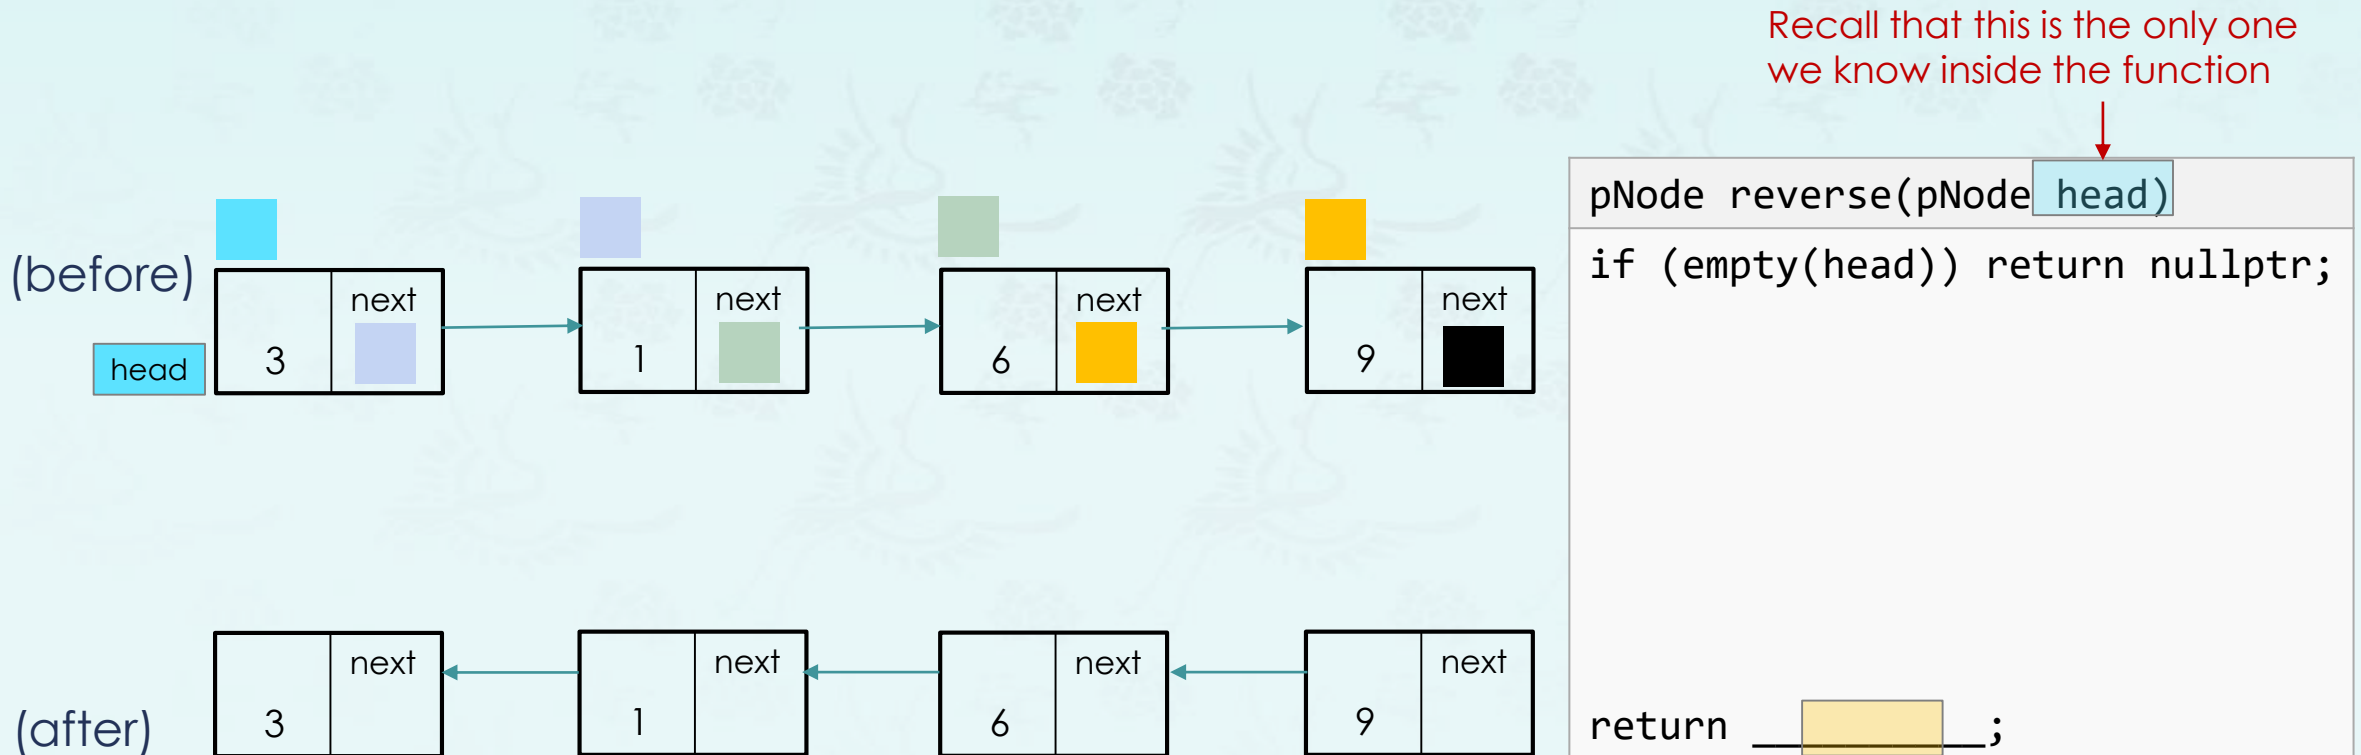 Recall that this is the only one
we know inside the function
pNode reverse(pNode head)
if (empty(head)) return nullptr;
return __________;
(before)
head
3 next
1 next
6 next
9 next
(after)
3 next
1 next
6 next
9 next